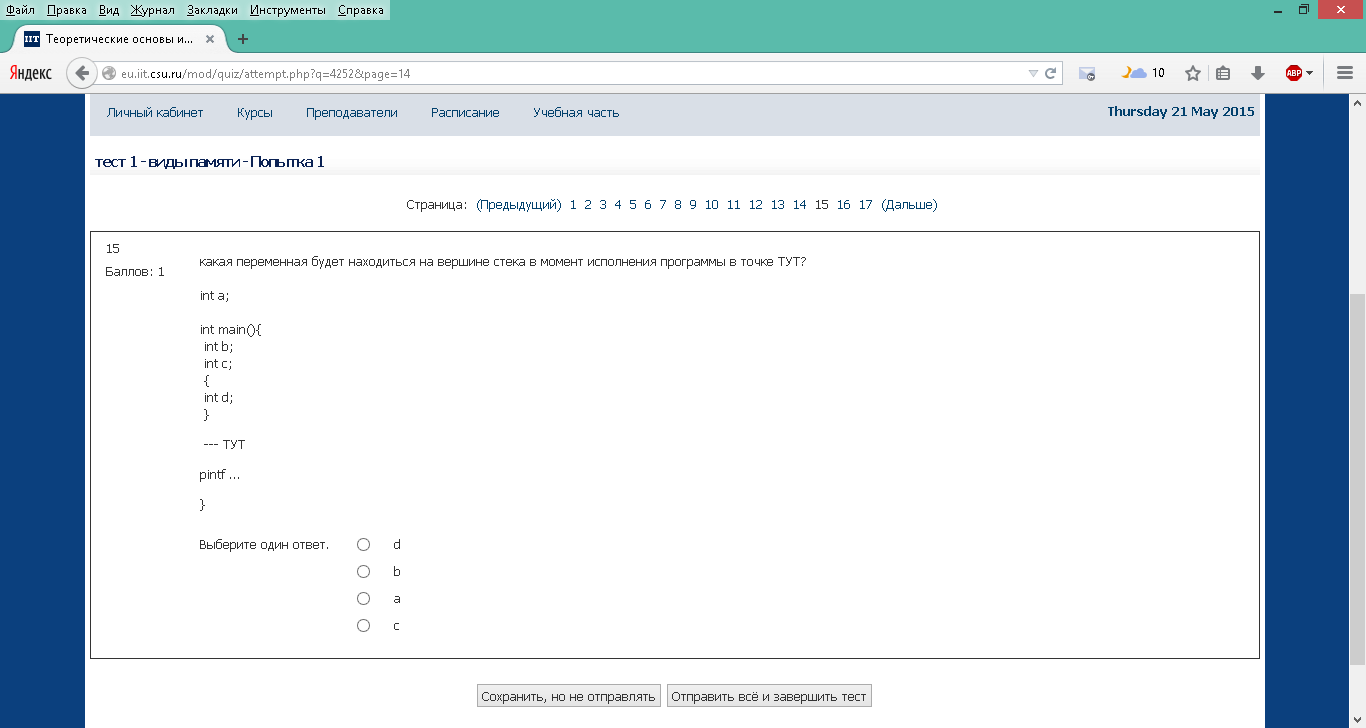 Файл Правка Вид Журнал Закладки Инструменты Справка
IIT Теоретические основы и...
Яндекс eu.iit.csu.ru/mod/quiz/attempt.php?q=4252&page=14 10 ABP
Личный кабинет Курсы Преподаватели Расписание Учебная часть Thursday 21 May 2015
тест 1 - виды памяти - Попытка 1
Страница: (Предыдущий) 1 2 3 4 5 6 7 8 9 10 11 12 13 14 15 16 17 (Дальше)
15
Баллов: 1
какая переменная будет находиться на вершине стека в момент исполнения программы в точке ТУТ?
int a;
int main(){
int b;
int c;
{
int d;
}
--- ТУТ
pintf ...
}
Выберите один ответ.
d
b
a
c
Сохранить, но не отправлять Отправить всё и завершить тест